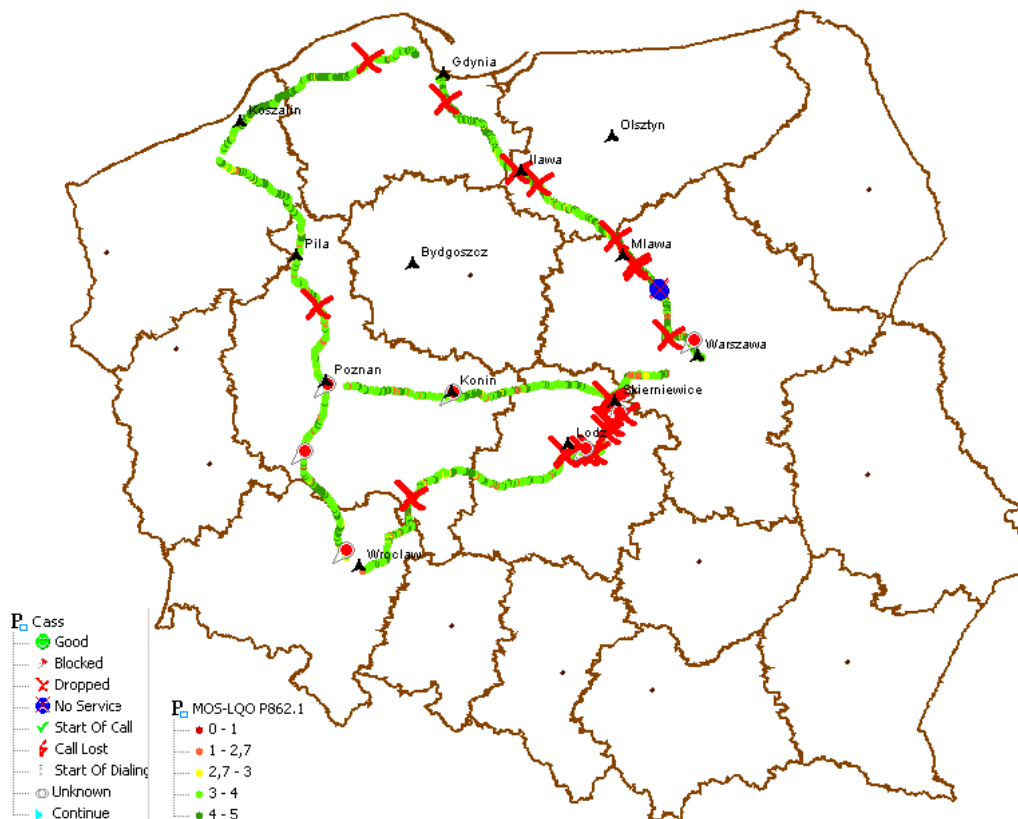 Gdynia
Koszalin
Olsztyn
Ilawa
Pila
Bydgoszcz
Mlawa
Warszawa
Poznan
Konin
Skierniewice
Lodz
Wroclaw
Cass
Good
Blocked
Dropped
No Service
Start Of Call
Call Lost
Start Of Dialing
Unknown
Continue
MOS-LQO P862.1
0 - 1
1 - 2,7
2,7 - 3
3 - 4
4 - 5